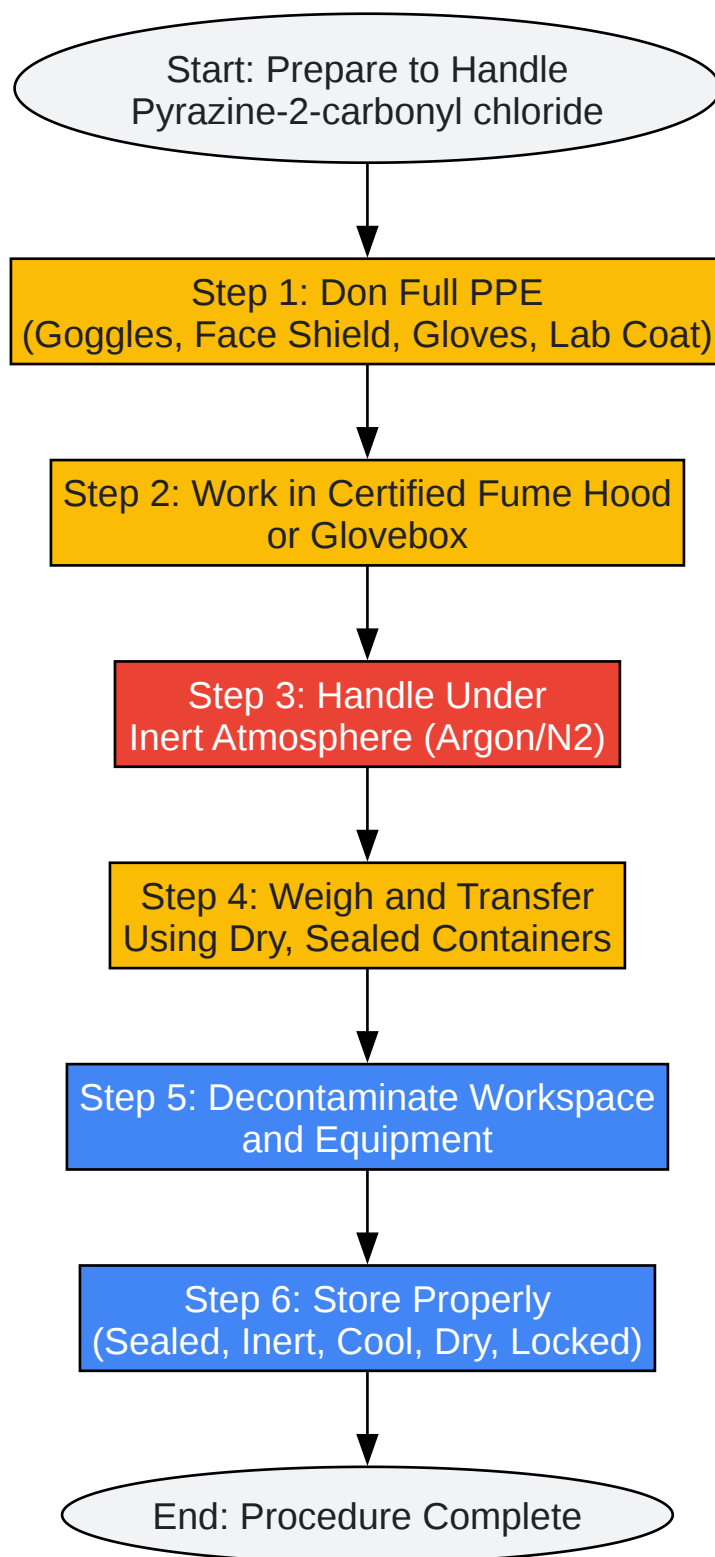 Start: Prepare to Handle
Pyrazine-2-carbonyl chloride
Step 1: Don Full PPE
(Goggles, Face Shield, Gloves, Lab Coat)
Step 2: Work in Certified Fume Hood
or Glovebox
Step 3: Handle Under
Inert Atmosphere (Argon/N2)
Step 4: Weigh and Transfer
Using Dry, Sealed Containers
Step 5: Decontaminate Workspace
and Equipment
Step 6: Store Properly
(Sealed, Inert, Cool, Dry, Locked)
End: Procedure Complete